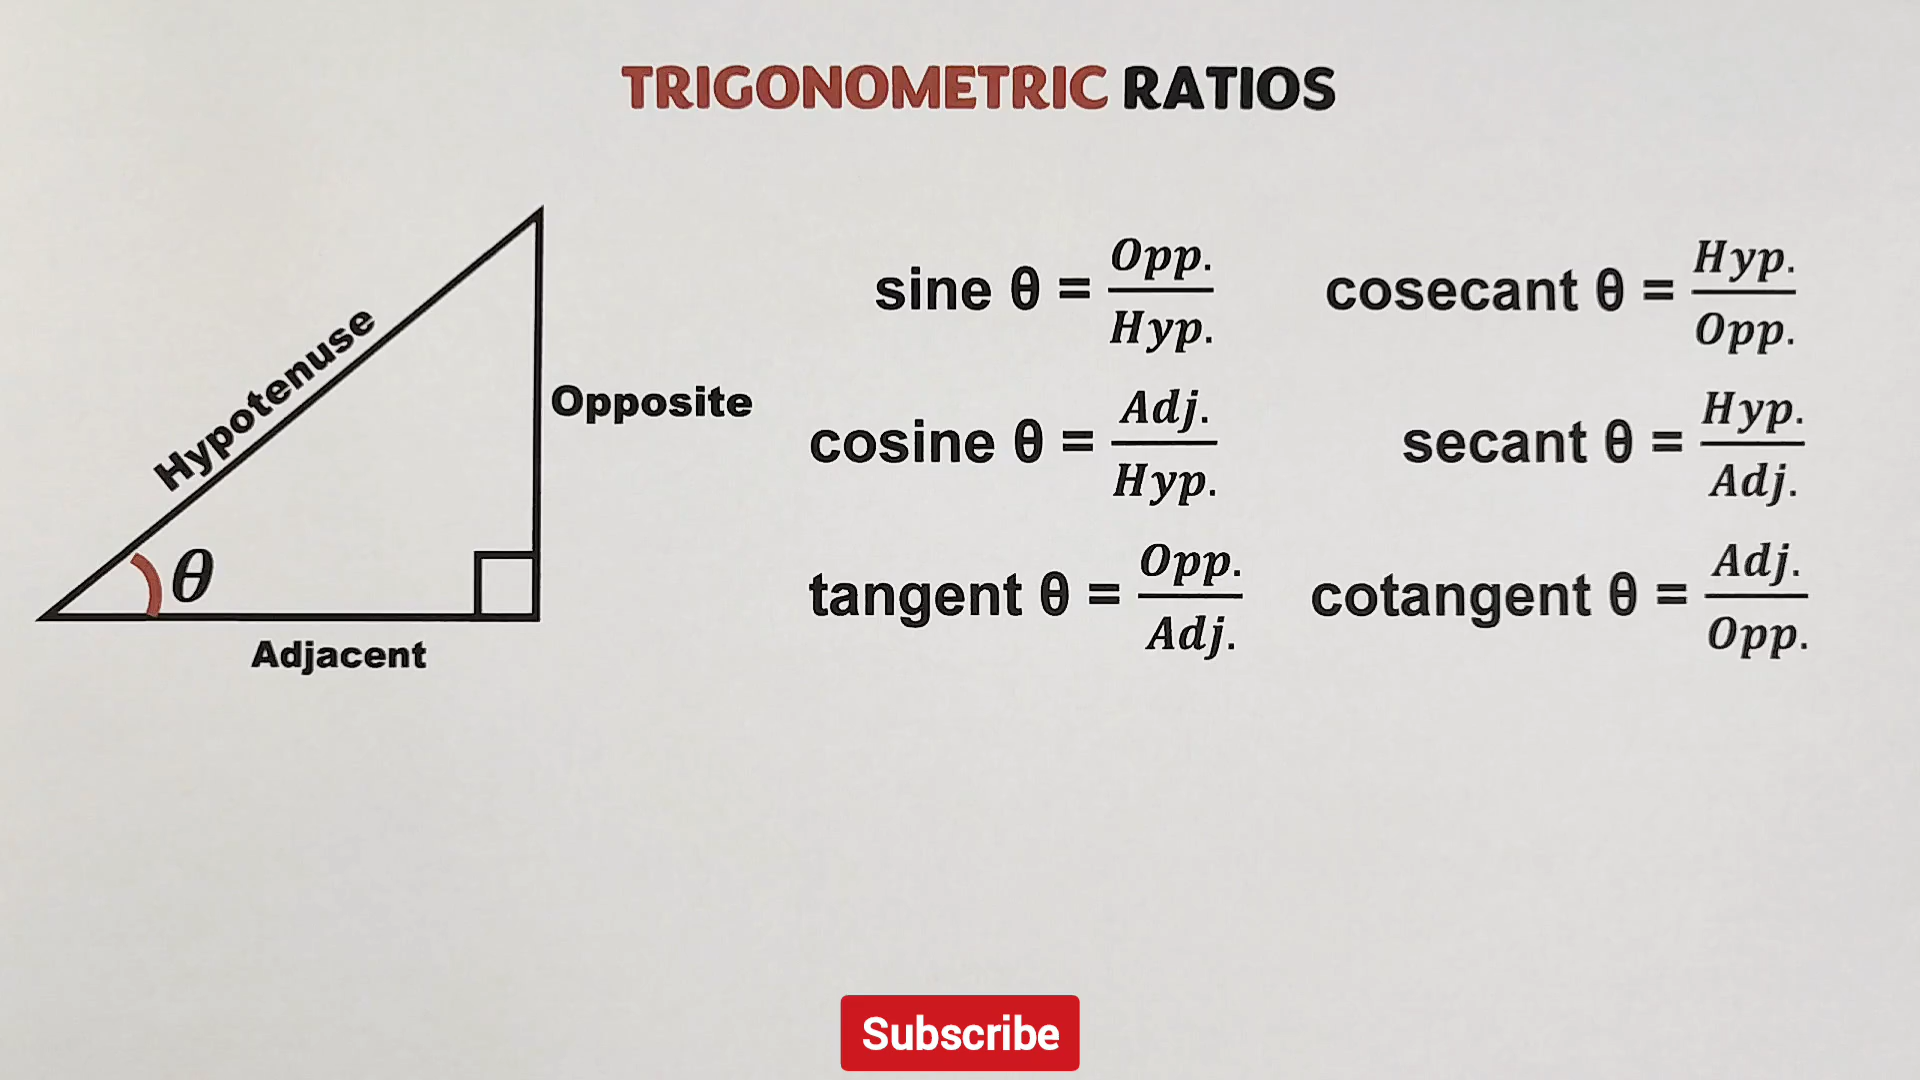 TRIGONOMETRIC RATIOS
Hypotenuse
Opposite
θ
Adjacent
sine θ = Opp. / Hyp.
cosecant θ = Hyp. / Opp.
cosine θ = Adj. / Hyp.
secant θ = Hyp. / Adj.
tangent θ = Opp. / Adj.
cotangent θ = Adj. / Opp.
Subscribe